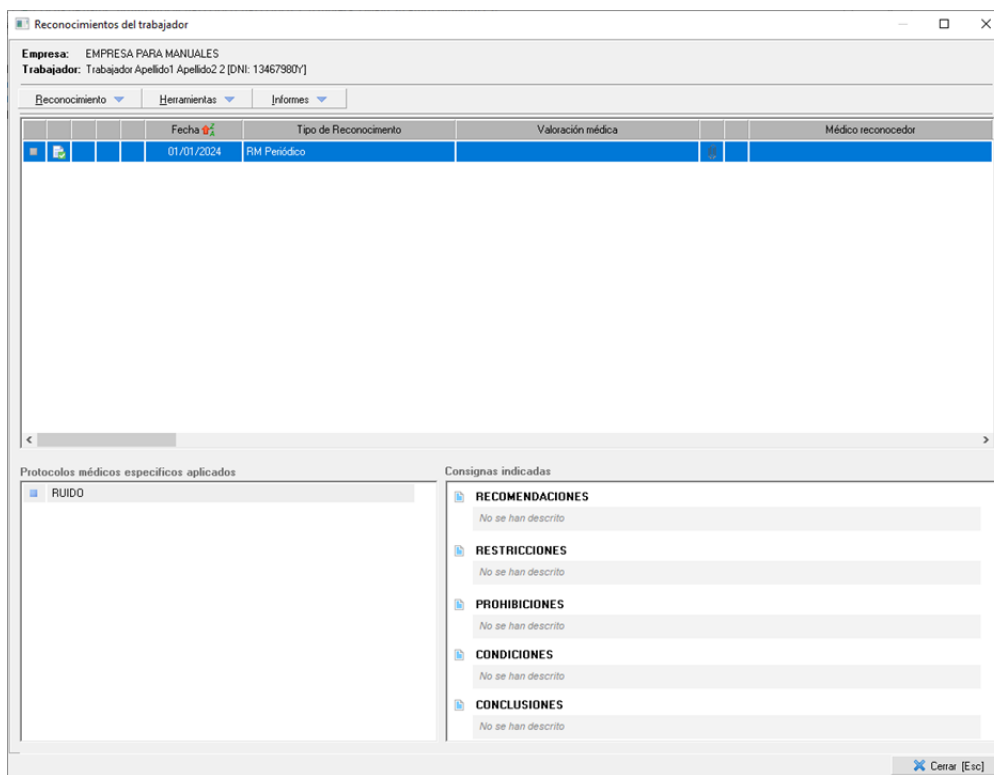 Reconocimientos del trabajador
Empresa: EMPRESA PARA MANUALES
Trabajador: Trabajador Apellido1 Apellido2 2 [DNI: 13467980Y]
Reconocimiento Herramientas Informes
Fecha Tipo de Reconocimento Valoración médica Médico reconocedor
01/01/2024 RM Periódico
Protocolos médicos especificos aplicados
RUIDO
Consignas indicadas
RECOMENDACIONES
No se han descrito
RESTRICCIONES
No se han descrito
PROHIBICIONES
No se han descrito
CONDICIONES
No se han descrito
CONCLUSIONES
No se han descrito
Cerrar [Esc]